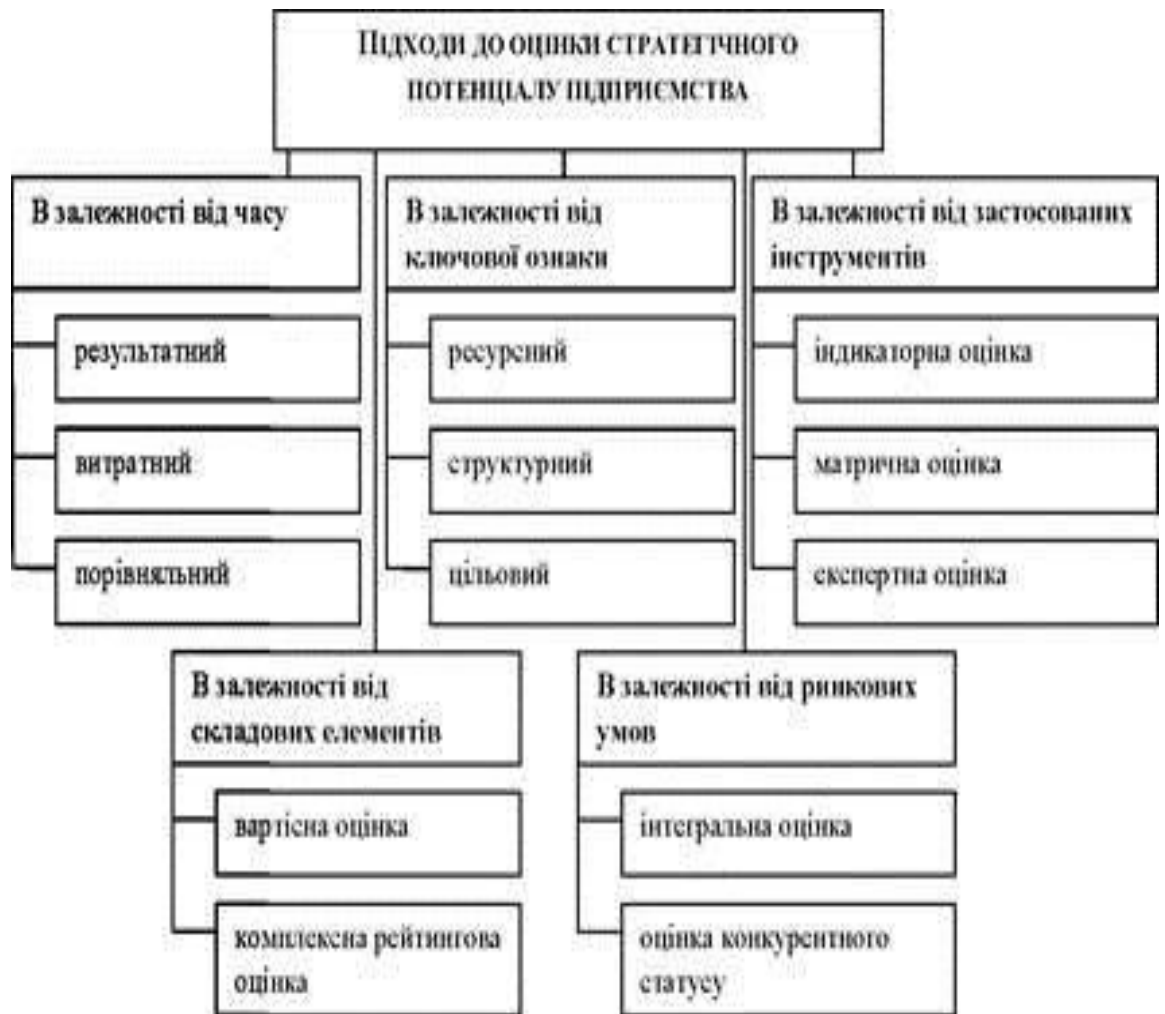 ПІДХОДИ ДО ОЦІНКИ СТРАТЕГІЧНОГО
ПОТЕНЦІАЛУ ПІДПРИЄМСТВА
В залежності від часу
результатний
витратний
порівняльний
В залежності від
ключової ознаки
ресурсний
структурний
цільовий
В залежності від застосованих
інструментів
індикаторна оцінка
матрична оцінка
експертна оцінка
В залежності від
складових елементів
вартісна оцінка
комплексна рейтингова
оцінка
В залежності від ринкових
умов
інтегральна оцінка
оцінка конкурентного
статусу